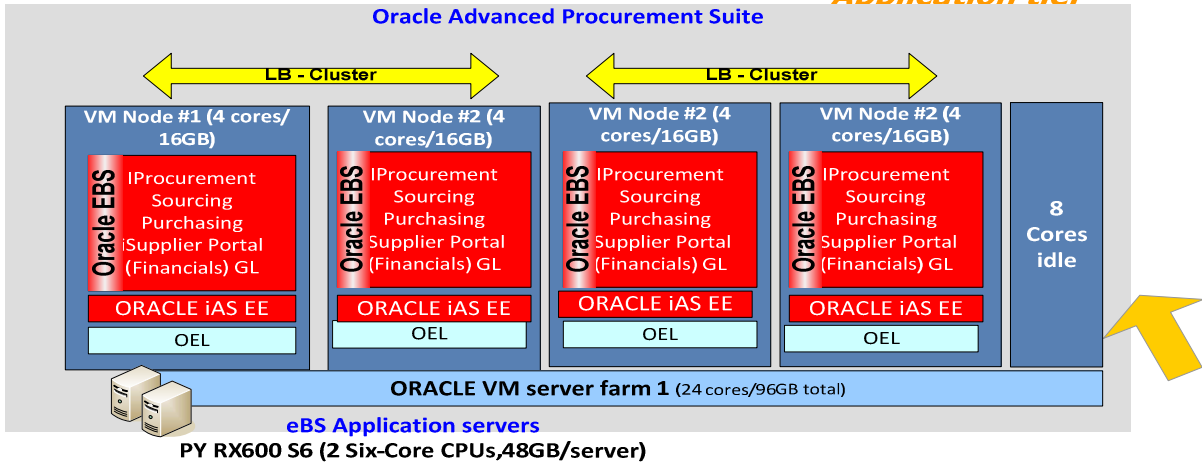 Application tier
Oracle Advanced Procurement Suite
LB - Cluster
LB - Cluster
VM Node #1 (4 cores/
16GB)
Oracle EBS
IProcurement
Sourcing
Purchasing
iSupplier Portal
(Financials) GL
ORACLE iAS EE
OEL
VM Node #2 (4
cores/16GB)
Oracle EBS
IProcurement
Sourcing
Purchasing
Supplier Portal
(Financials) GL
ORACLE iAS EE
OEL
VM Node #2 (4
cores/16GB)
Oracle EBS
IProcurement
Sourcing
Purchasing
Supplier Portal
(Financials) GL
ORACLE iAS EE
OEL
VM Node #2 (4
cores/16GB)
Oracle EBS
IProcurement
Sourcing
Purchasing
Supplier Portal
(Financials) GL
ORACLE iAS EE
OEL
8
Cores
idle
ORACLE VM server farm 1 (24 cores/96GB total)
eBS Application servers
PY RX600 S6 (2 Six-Core CPUs,48GB/server)